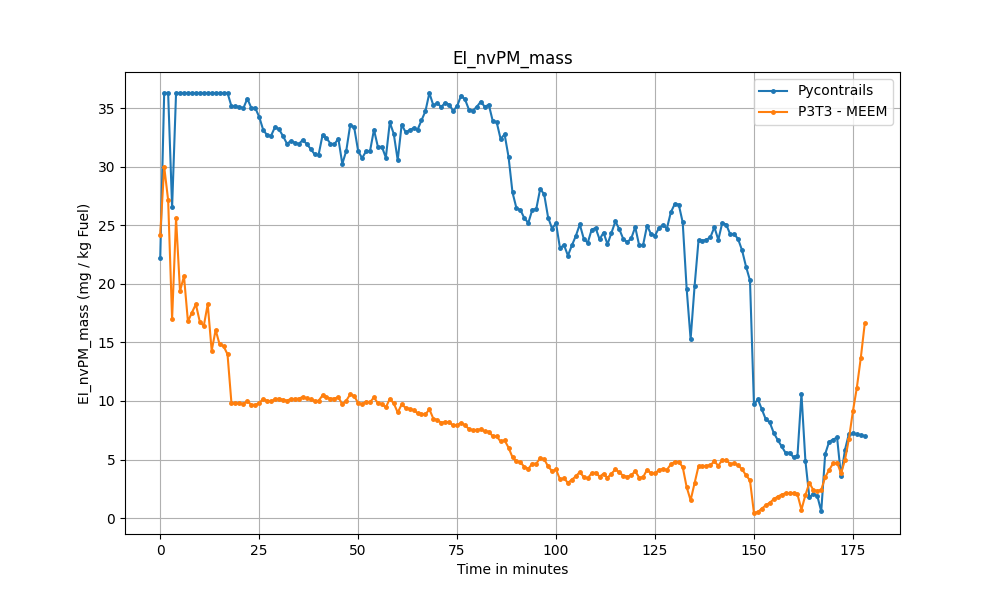 EI_nvPM_mass
Pycontrails
P3T3 - MEEM
EI_nvPM_mass (mg / kg Fuel)
35
30
25
20
15
10
5
0
0 25 50 75 100 125 150 175
Time in minutes